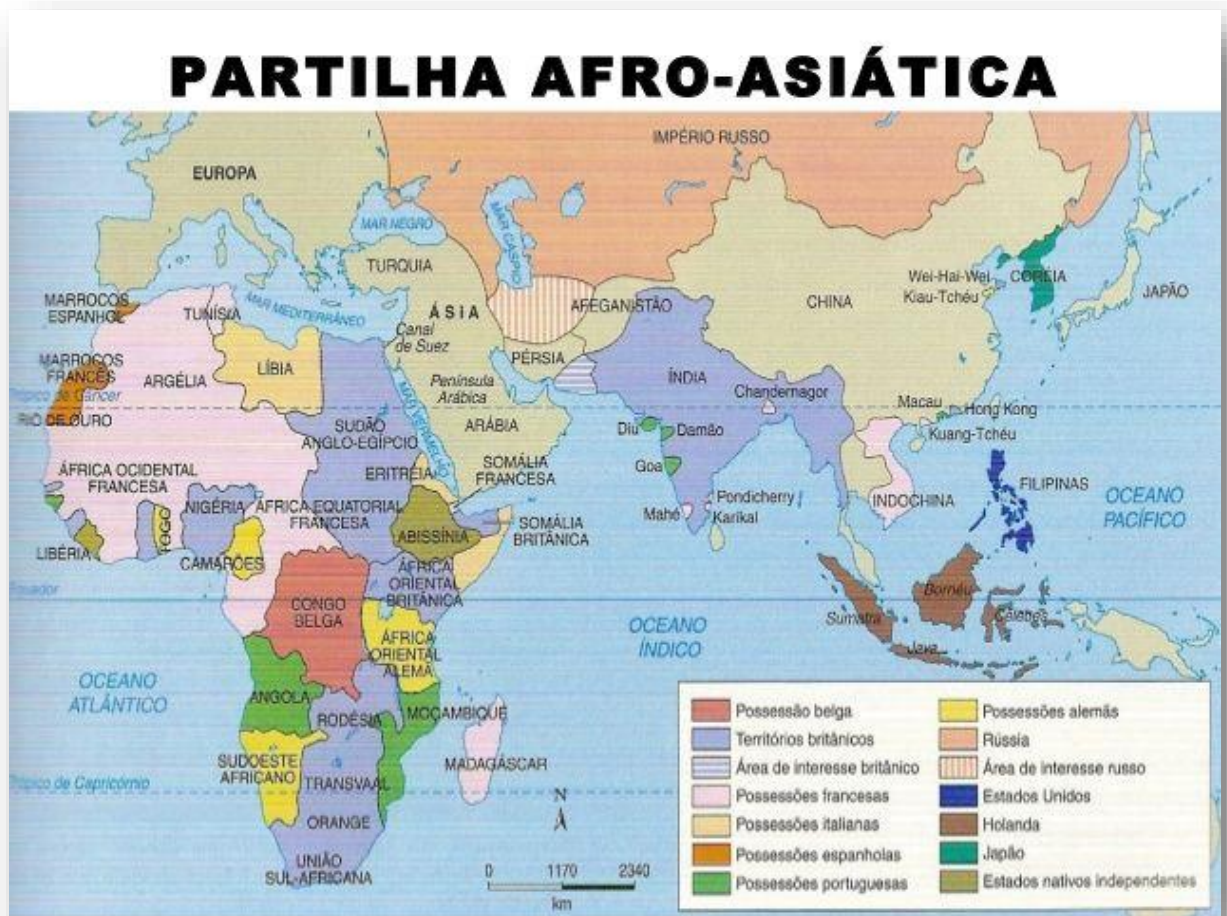 PARTILHA AFRO-ASIÁTICA
IMPÉRIO RUSSO
EUROPA
MAR NEGRO
MAR CÁSPIO
TURQUIA
ÁSIA
AFEGANISTÃO
CHINA
Wei-Hai-Wei
Kiau-Tchéu
CORÉIA
JAPÃO
MARROCOS
ESPANHOL
TUNÍSIA
MAR MEDITERRÂNEO
Canal
de Suez
PÉRSIA
MARROCOS
FRANCÊS
ARGÉLIA
LÍBIA
Península
Arábica
ÍNDIA
Chandernagor
Macau
Hong Kong
Kuang-Tchéu
Trópico de Câncer
RIO DE OURO
SUDÃO
ANGLO-EGÍPCIO
MAR VERMELHO
ARÁBIA
Diu
Damão
Goa
ERITRÉIA
SOMÁLIA
FRANCESA
ÁFRICA OCIDENTAL
FRANCESA
NIGÉRIA
ÁFRICA EQUATORIAL
FRANCESA
ABISSÍNIA
SOMÁLIA
BRITÂNICA
Pondicherry
Mahé
Karikal
INDOCHINA
FILIPINAS
OCEANO
PACÍFICO
LIBÉRIA
TOGO
CAMARÕES
ÁFRICA
ORIENTAL
BRITÂNICA
Equador
CONGO
BELGA
ÁFRICA
ORIENTAL
ALEMÃ
OCEANO
ÍNDICO
Sumatra
Bornéu
Célebes
Java
OCEANO
ATLÂNTICO
ANGOLA
RODÉSIA
MOÇAMBIQUE
SUDOESTE
AFRICANO
MADAGÁSCAR
Trópico de Capricórnio
TRANSVAAL
ORANGE
UNIÃO
SUL-AFRICANA
N
0 1170 2340
km
Possessão belga
Territórios britânicos
Área de interesse britânico
Possessões francesas
Possessões italianas
Possessões espanholas
Possessões portuguesas
Possessões alemãs
Rússia
Área de interesse russo
Estados Unidos
Holanda
Japão
Estados nativos independentes